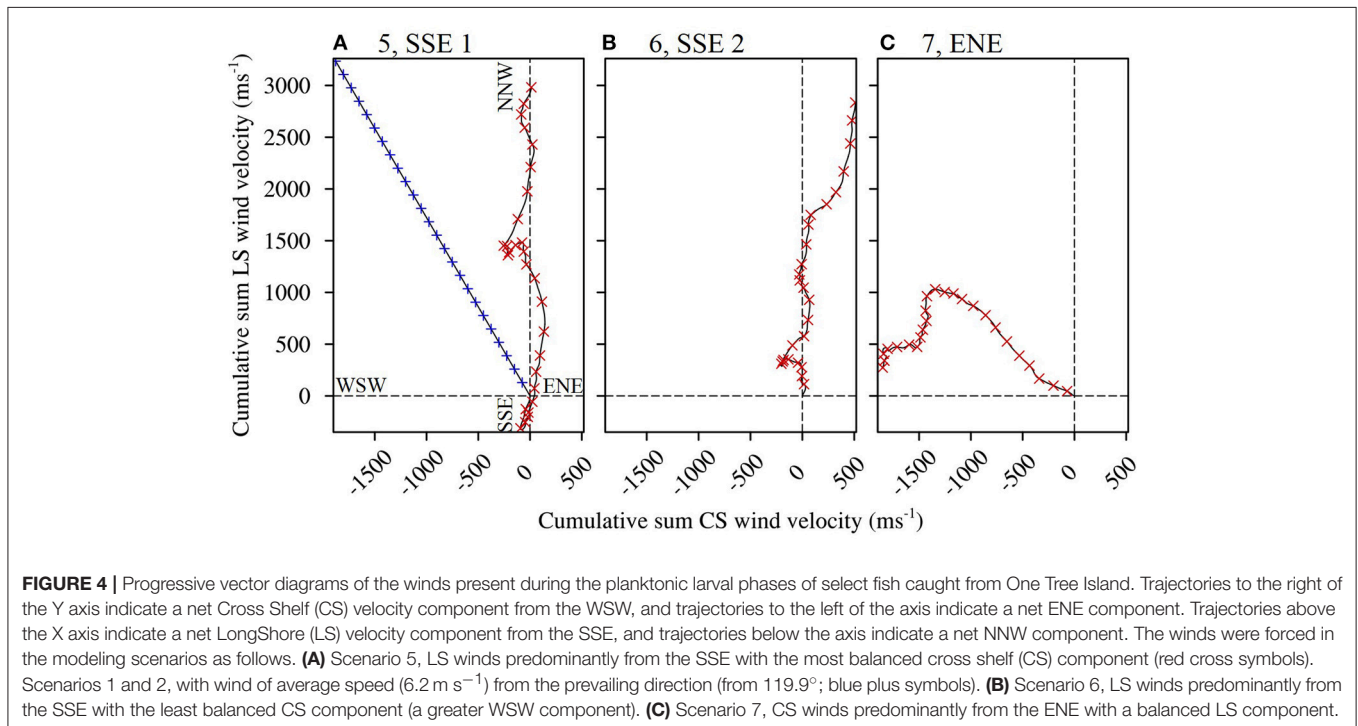 A 5, SSE 1
B 6, SSE 2
C 7, ENE
Cumulative sum LS wind velocity (ms⁻¹)
3000
2500
2000
1500
1000
500
0
NNW
WSW
ENE
SSE
-1500 -1000 -500 0 500
-1500 -1000 -500 0 500
-1500 -1000 -500 0 500
Cumulative sum CS wind velocity (ms⁻¹)
FIGURE 4 | Progressive vector diagrams of the winds present during the planktonic larval phases of select fish caught from One Tree Island. Trajectories to the right of
the Y axis indicate a net Cross Shelf (CS) velocity component from the WSW, and trajectories to the left of the axis indicate a net ENE component. Trajectories above
the X axis indicate a net LongShore (LS) velocity component from the SSE, and trajectories below the axis indicate a net NNW component. The winds were forced in
the modeling scenarios as follows. (A) Scenario 5, LS winds predominantly from the SSE with the most balanced cross shelf (CS) component (red cross symbols).
Scenarios 1 and 2, with wind of average speed (6.2 m s⁻¹) from the prevailing direction (from 119.9°; blue plus symbols). (B) Scenario 6, LS winds predominantly from
the SSE with the least balanced CS component (a greater WSW component). (C) Scenario 7, CS winds predominantly from the ENE with a balanced LS component.